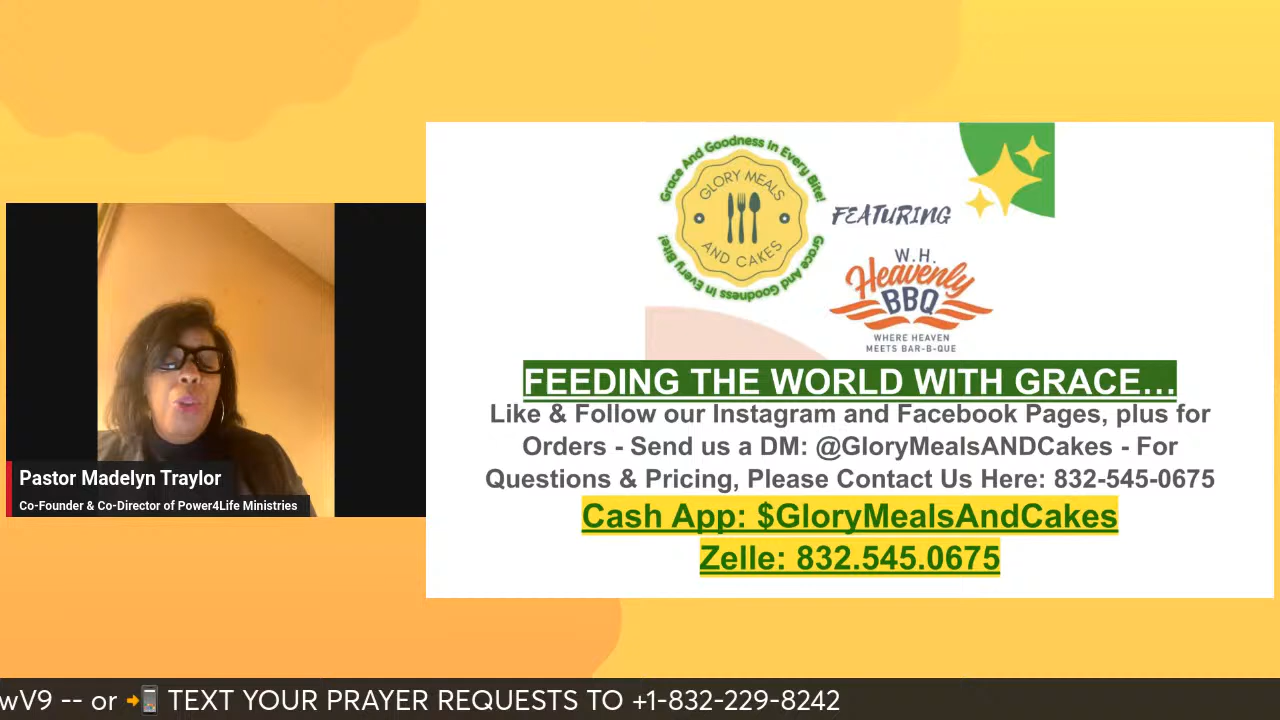 Grace And Goodness In Every Bite!
GLORY MEALS
AND CAKES
Grace And Goodness In Every Bite!
FEATURING
W.H.
Heavenly
BBQ
WHERE HEAVEN
MEETS BAR-B-QUE
FEEDING THE WORLD WITH GRACE...
Like & Follow our Instagram and Facebook Pages, plus for
Orders - Send us a DM: @GloryMealsANDCakes - For
Questions & Pricing, Please Contact Us Here: 832-545-0675
Cash App: $GloryMealsAndCakes
Zelle: 832.545.0675
Pastor Madelyn Traylor
Co-Founder & Co-Director of Power4Life Ministries
wV9 -- or ➡📲 TEXT YOUR PRAYER REQUESTS TO +1-832-229-8242